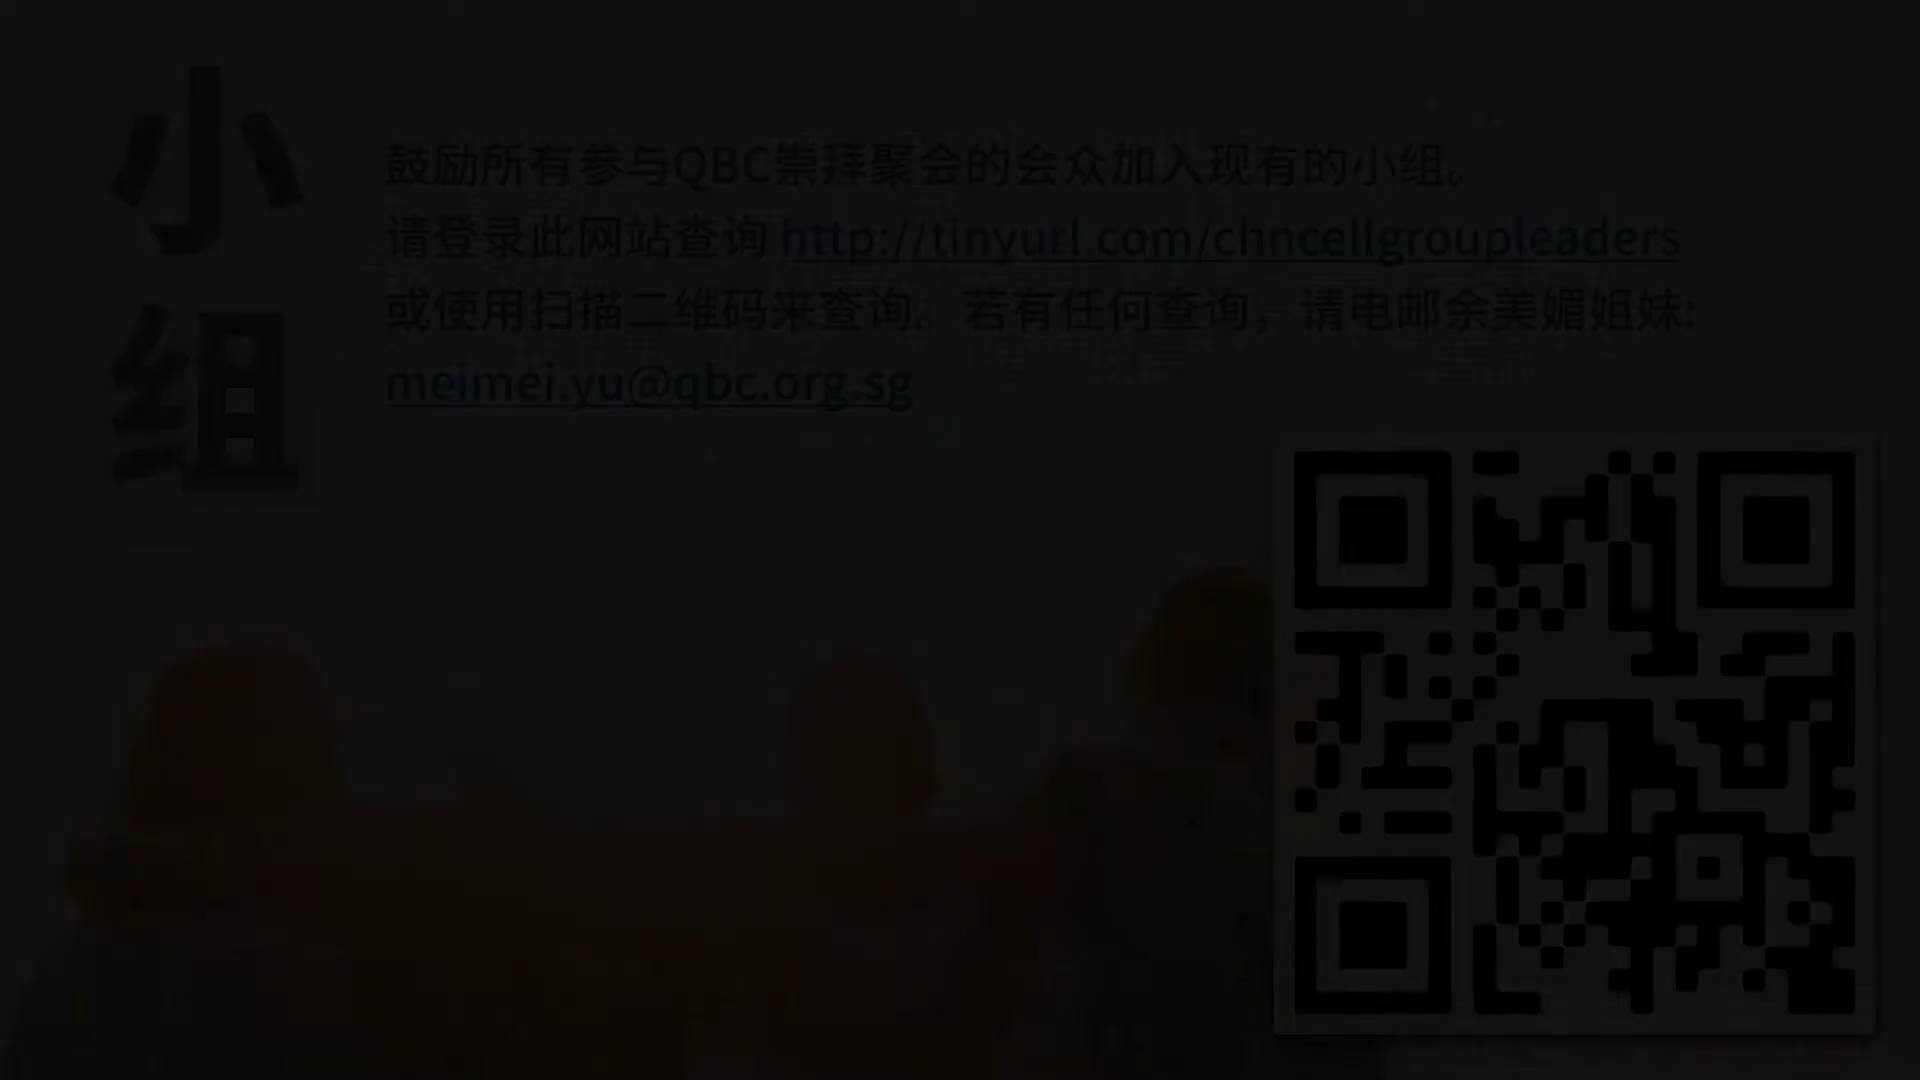 小组
鼓励所有参与QBC崇拜聚会的会众加入现有的小组。
请登录此网站查询 http://tinyurl.com/chncellgroupleaders
或使用扫描二维码来查询。若有任何查询，请电邮余美媚姐妹:
meimei.yu@qbc.org.sg